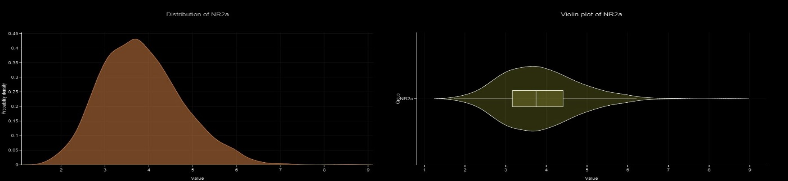 Distribution of NR2a
Probability density
0.45
0.4
0.35
0.3
0.25
0.2
0.15
0.1
0.05
0
2 3 4 5 6 7 8 9
Value
Violin plot of NR2a
NR2a
1 2 3 4 5 6 7 8 9
Value